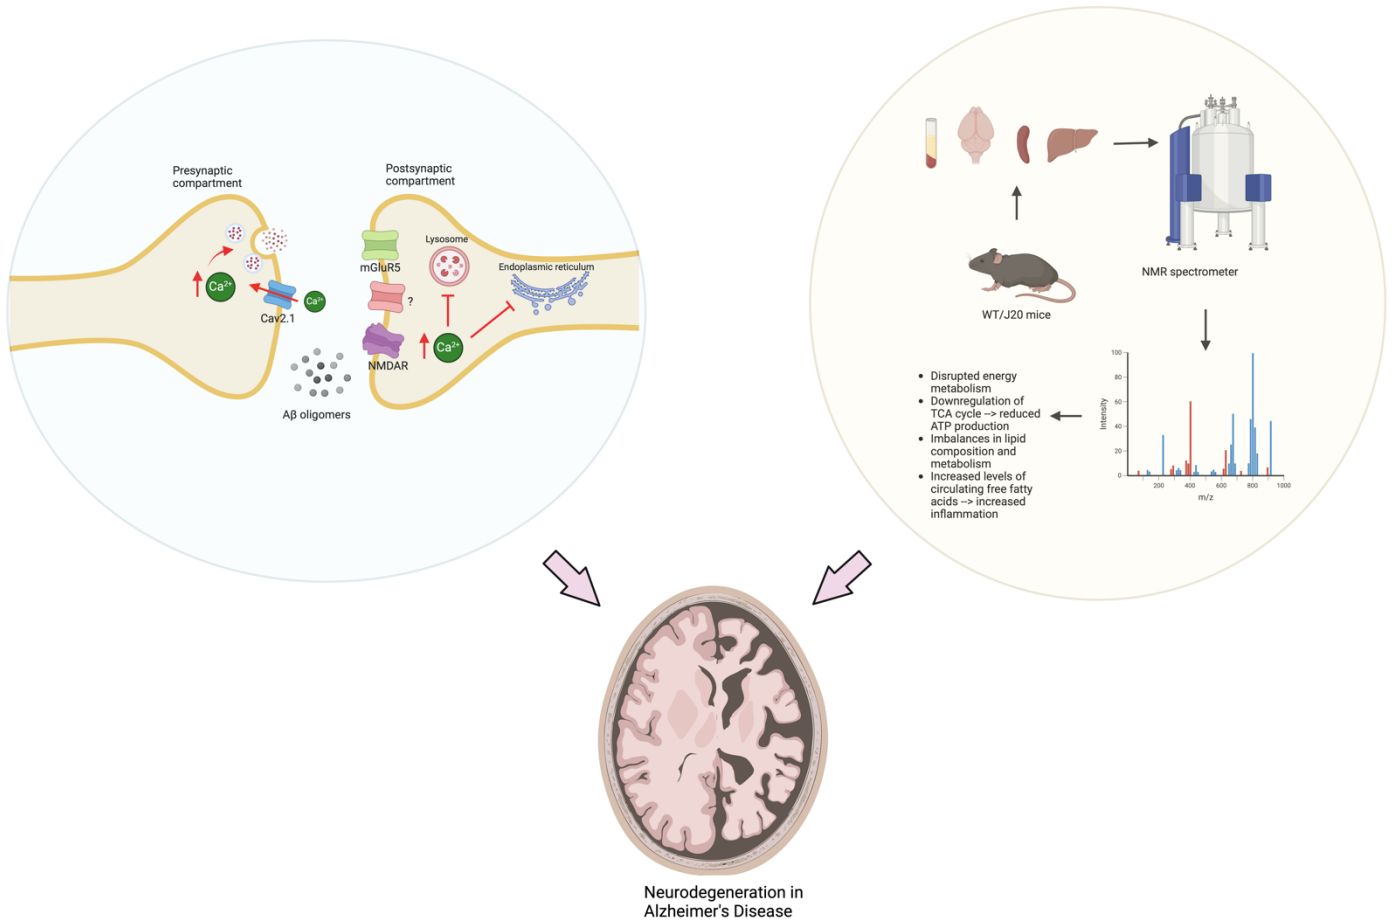 Presynaptic
compartment
Postsynaptic
compartment
Ca²⁺
Cav2.1
Ca²⁺
Aβ oligomers
mGluR5
?
NMDAR
Lysosome
Endoplasmic reticulum
Ca²⁺
WT/J20 mice
NMR spectrometer
Intensity
100
80
60
40
20
0
200
400
600
800
1000
m/z
• Disrupted energy
metabolism
• Downregulation of
TCA cycle --> reduced
ATP production
• Imbalances in lipid
composition and
metabolism
• Increased levels of
circulating free fatty
acids --> increased
inflammation
Neurodegeneration in
Alzheimer's Disease